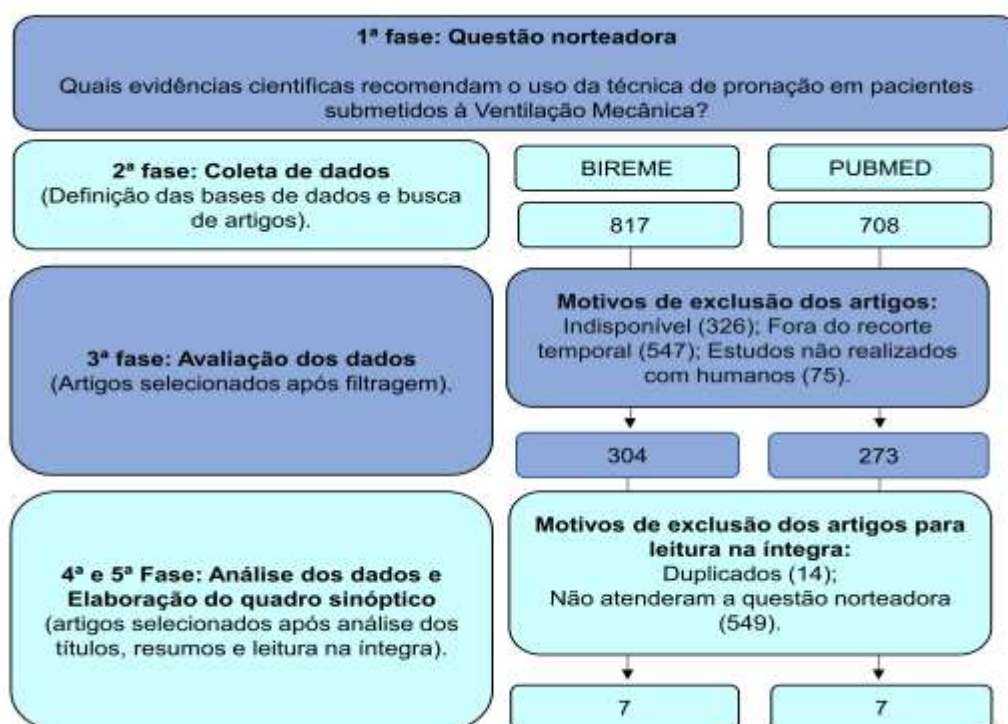 1ª fase: Questão norteadora
Quais evidências cientificas recomendam o uso da técnica de pronação em pacientes
submetidos à Ventilação Mecânica?
2ª fase: Coleta de dados
(Definição das bases de dados e busca
de artigos).
BIREME
PUBMED
817
708
3ª fase: Avaliação dos dados
(Artigos selecionados após filtragem).
Motivos de exclusão dos artigos:
Indisponível (326); Fora do recorte
temporal (547); Estudos não realizados
com humanos (75).
304
273
4ª e 5ª Fase: Análise dos dados e
Elaboração do quadro sinóptico
(artigos selecionados após análise dos
títulos, resumos e leitura na íntegra).
Motivos de exclusão dos artigos para
leitura na íntegra:
Duplicados (14);
Não atenderam a questão norteadora
(549).
7
7